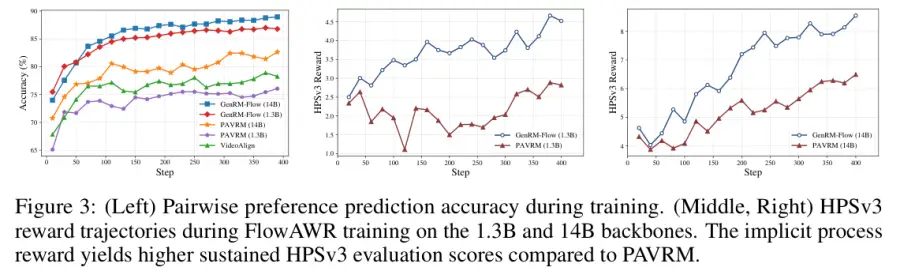 90
85
80
75
70
65
Accuracy (%)
0 50 100 150 200 250 300 350 400
Step
GenRM-Flow (14B)
GenRM-Flow (1.3B)
PAVRM (14B)
PAVRM (1.3B)
VideoAlign
4.5
4.0
3.5
3.0
2.5
2.0
1.5
1.0
HPSv3 Reward
0 50 100 150 200 250 300 350 400
Step
GenRM-Flow (1.3B)
PAVRM (1.3B)
8
7
6
5
4
HPSv3 Reward
0 50 100 150 200 250 300 350 400
Step
GenRM-Flow (14B)
PAVRM (14B)
Figure 3: (Left) Pairwise preference prediction accuracy during training. (Middle, Right) HPSv3
reward trajectories during FlowAWR training on the 1.3B and 14B backbones. The implicit process
reward yields higher sustained HPSv3 evaluation scores compared to PAVRM.